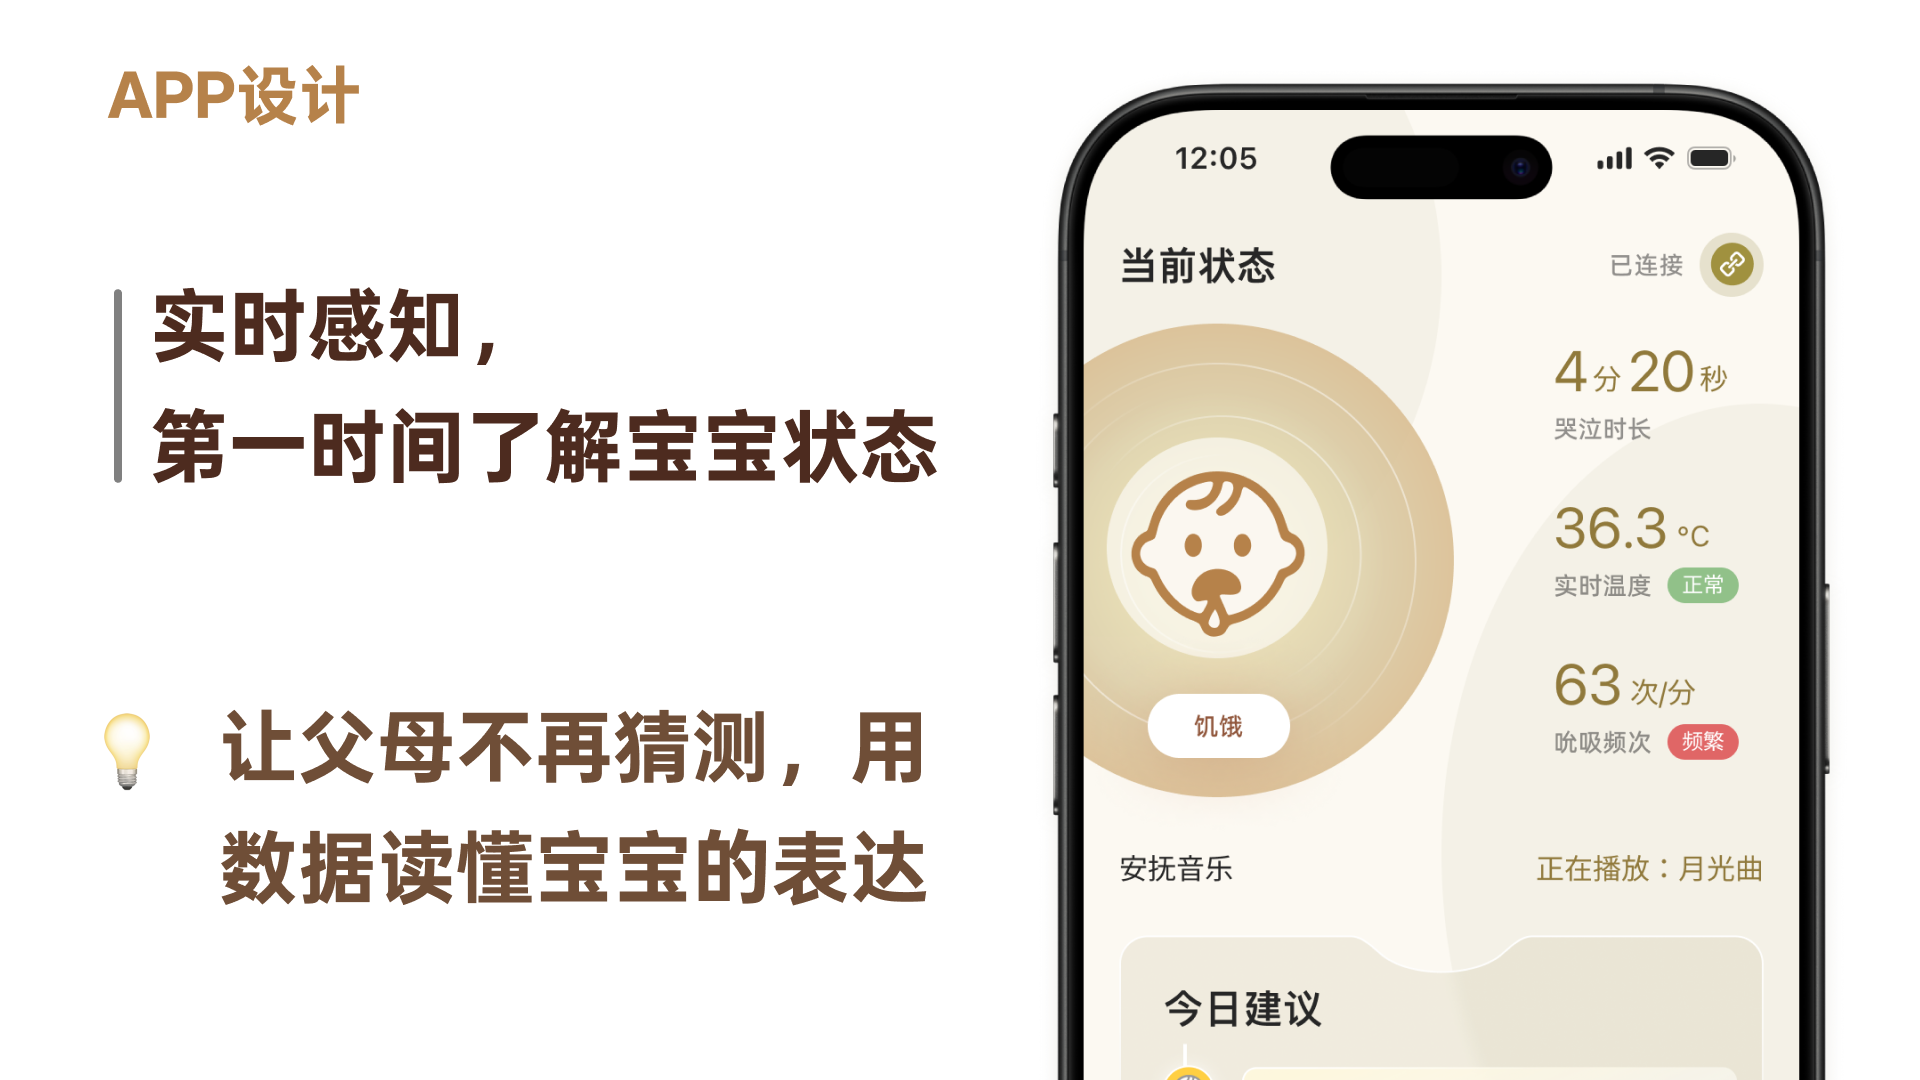 APP设计
实时感知，
第一时间了解宝宝状态
让父母不再猜测，用
数据读懂宝宝的表达
12:05
当前状态
已连接
4分20秒
哭泣时长
36.3 °C
实时温度 正常
63 次/分
吮吸频次 频繁
饥饿
安抚音乐
正在播放：月光曲
今日建议